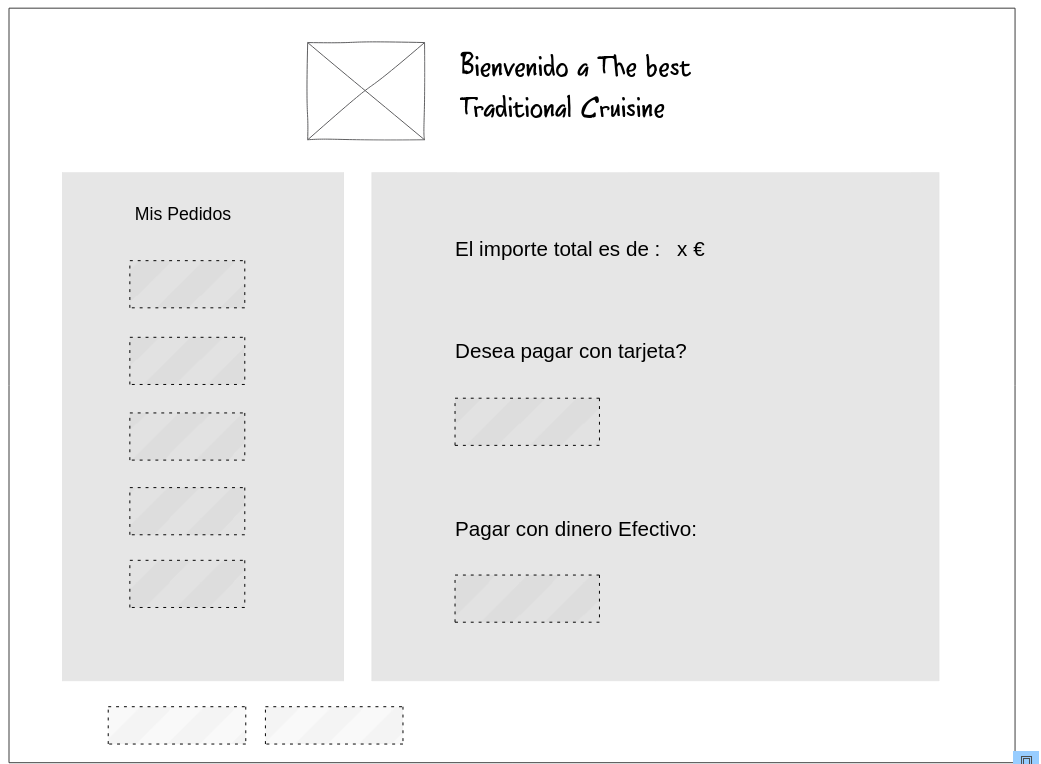 Bienvenido a The best
Traditional Cruisine
Mis Pedidos
El importe total es de : x €
Desea pagar con tarjeta?
Pagar con dinero Efectivo: